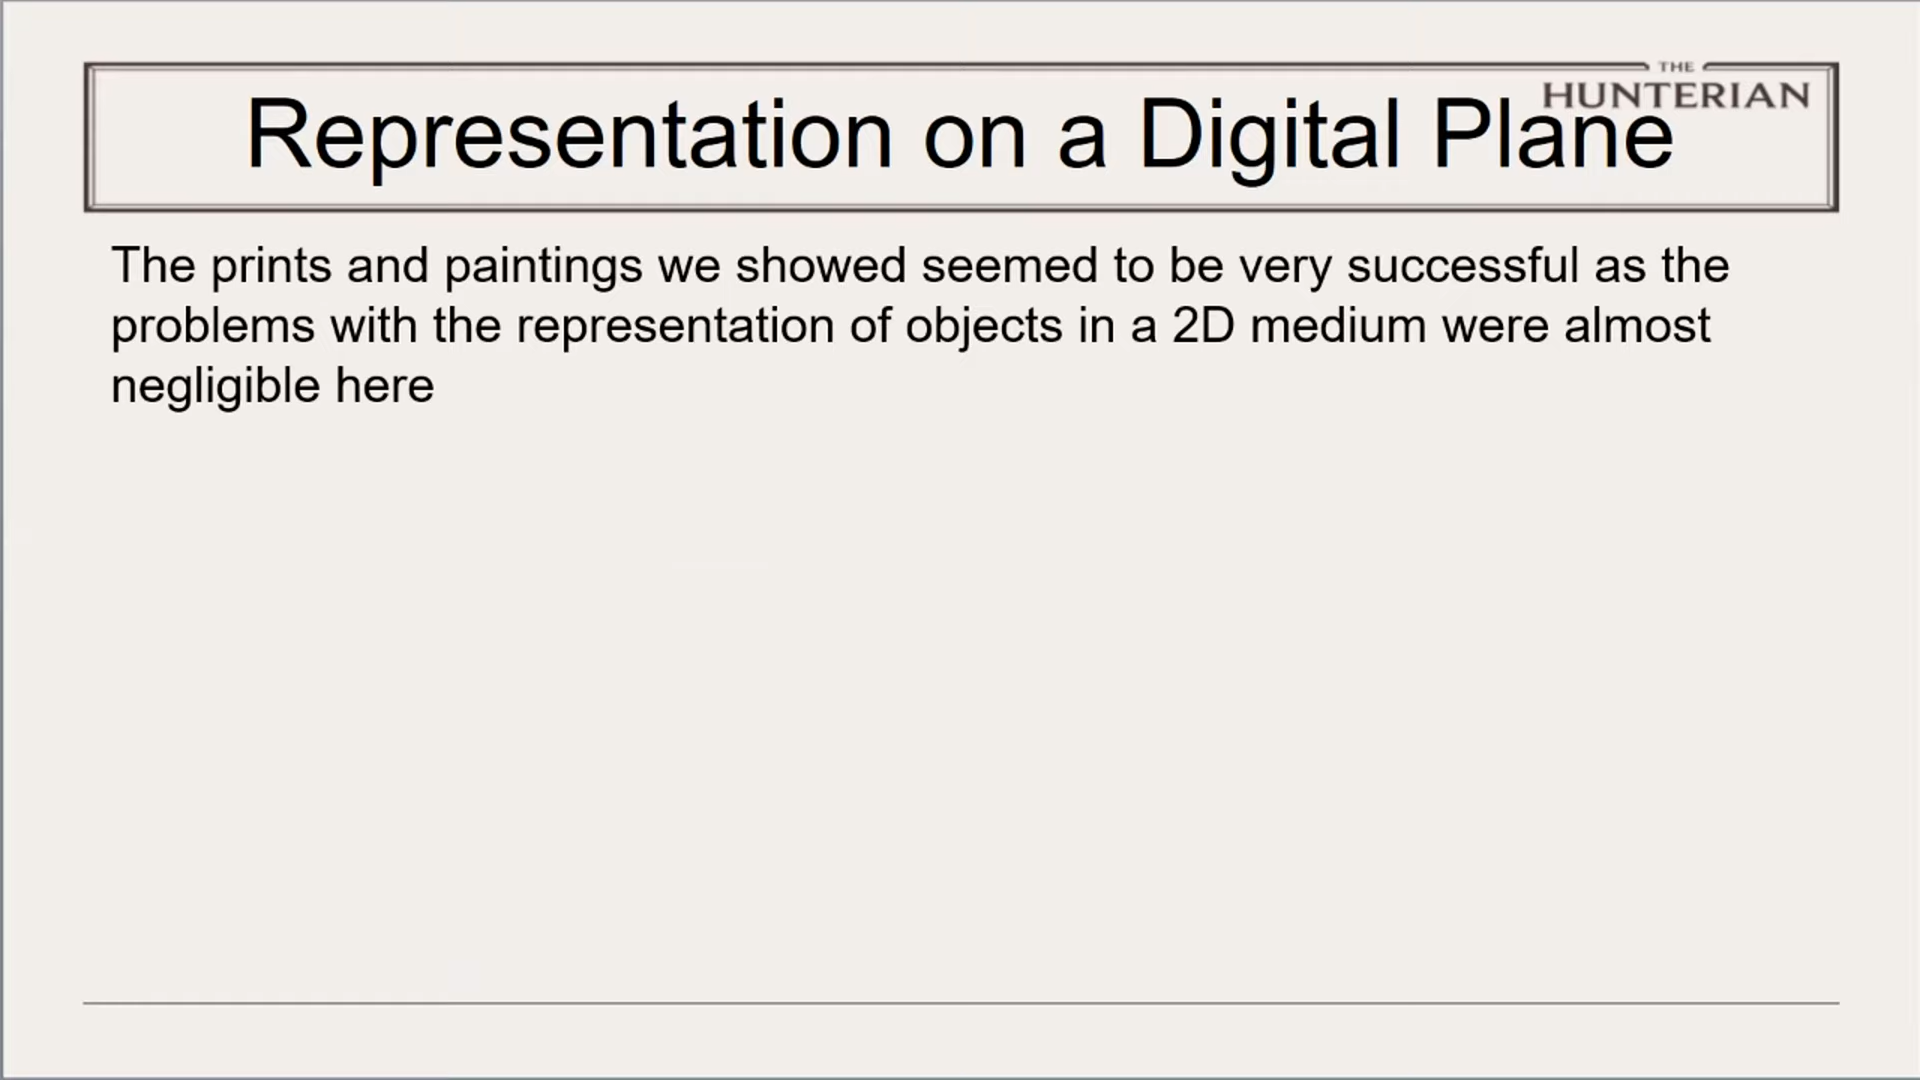 THE
HUNTERIAN
Representation on a Digital Plane
The prints and paintings we showed seemed to be very successful as the
problems with the representation of objects in a 2D medium were almost
negligible here